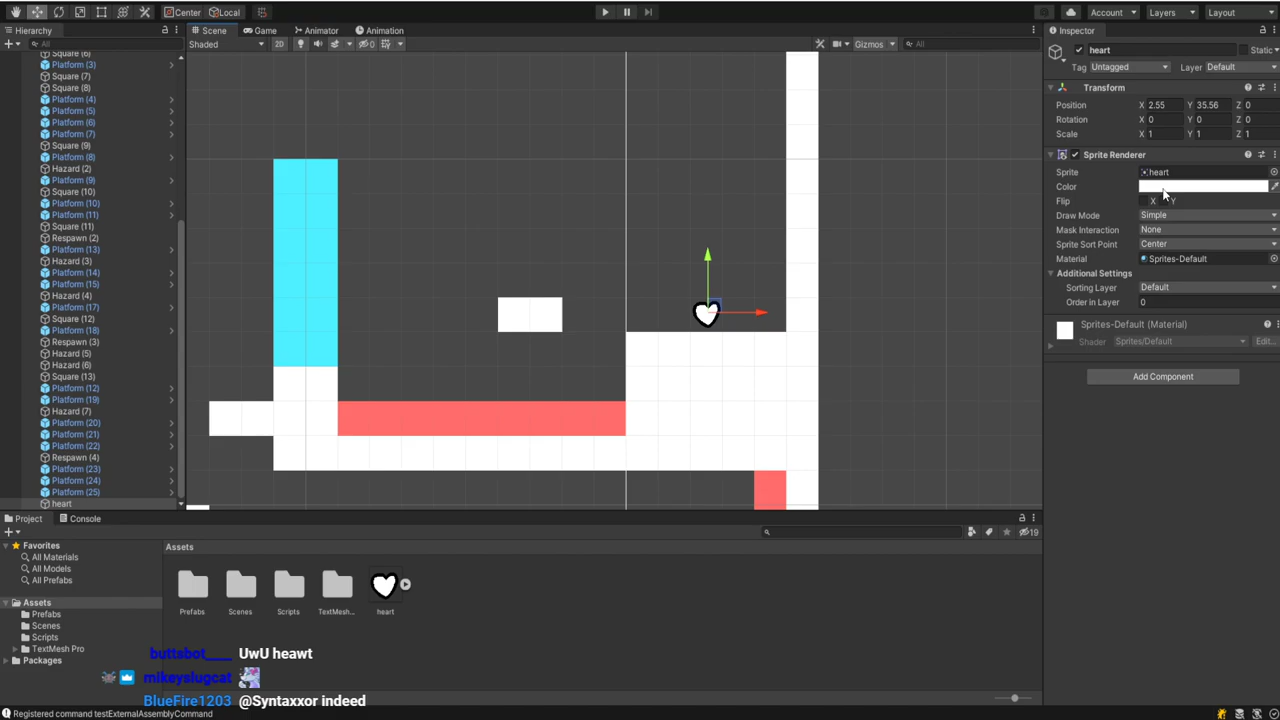 Center Local
Account Layers Layout
Hierarchy
Scene Game Animator Animation
Inspector
All
Shaded 2D 0 Gizmos All
Square (6)
Platform (3)
Square (7)
Square (8)
Platform (4)
Platform (5)
Platform (6)
Platform (7)
Square (9)
Platform (8)
Hazard (2)
Platform (9)
Square (10)
Platform (10)
Platform (11)
Square (11)
Respawn (2)
Platform (13)
Hazard (3)
Platform (14)
Platform (15)
Hazard (4)
Platform (17)
Square (12)
Platform (18)
Respawn (3)
Hazard (5)
Hazard (6)
Square (13)
Platform (12)
Platform (19)
Hazard (7)
Platform (20)
Platform (21)
Platform (22)
Respawn (4)
Platform (23)
Platform (24)
Platform (25)
heart
heart Static
Tag Untagged Layer Default
Transform
Position X 2.55 Y 35.56 Z 0
Rotation X 0 Y 0 Z 0
Scale X 1 Y 1 Z 1
Sprite Renderer
Sprite heart
Color
Flip X Y
Draw Mode Simple
Mask Interaction None
Sprite Sort Point Center
Material Sprites-Default
Additional Settings
Sorting Layer Default
Order in Layer 0
Sprites-Default (Material)
Shader Sprites/Default Edit...
Add Component
Project Console
19
Favorites
All Materials
All Models
All Prefabs
Assets
Prefabs
Scenes
Scripts
TextMesh Pro
Packages
Assets
Prefabs Scenes Scripts TextMesh... heart
buttsbot____ UwU heawt
mikeyslugcat
BlueFire1203 @Syntaxxor indeed
Registered command testExternalAssemblyCommand